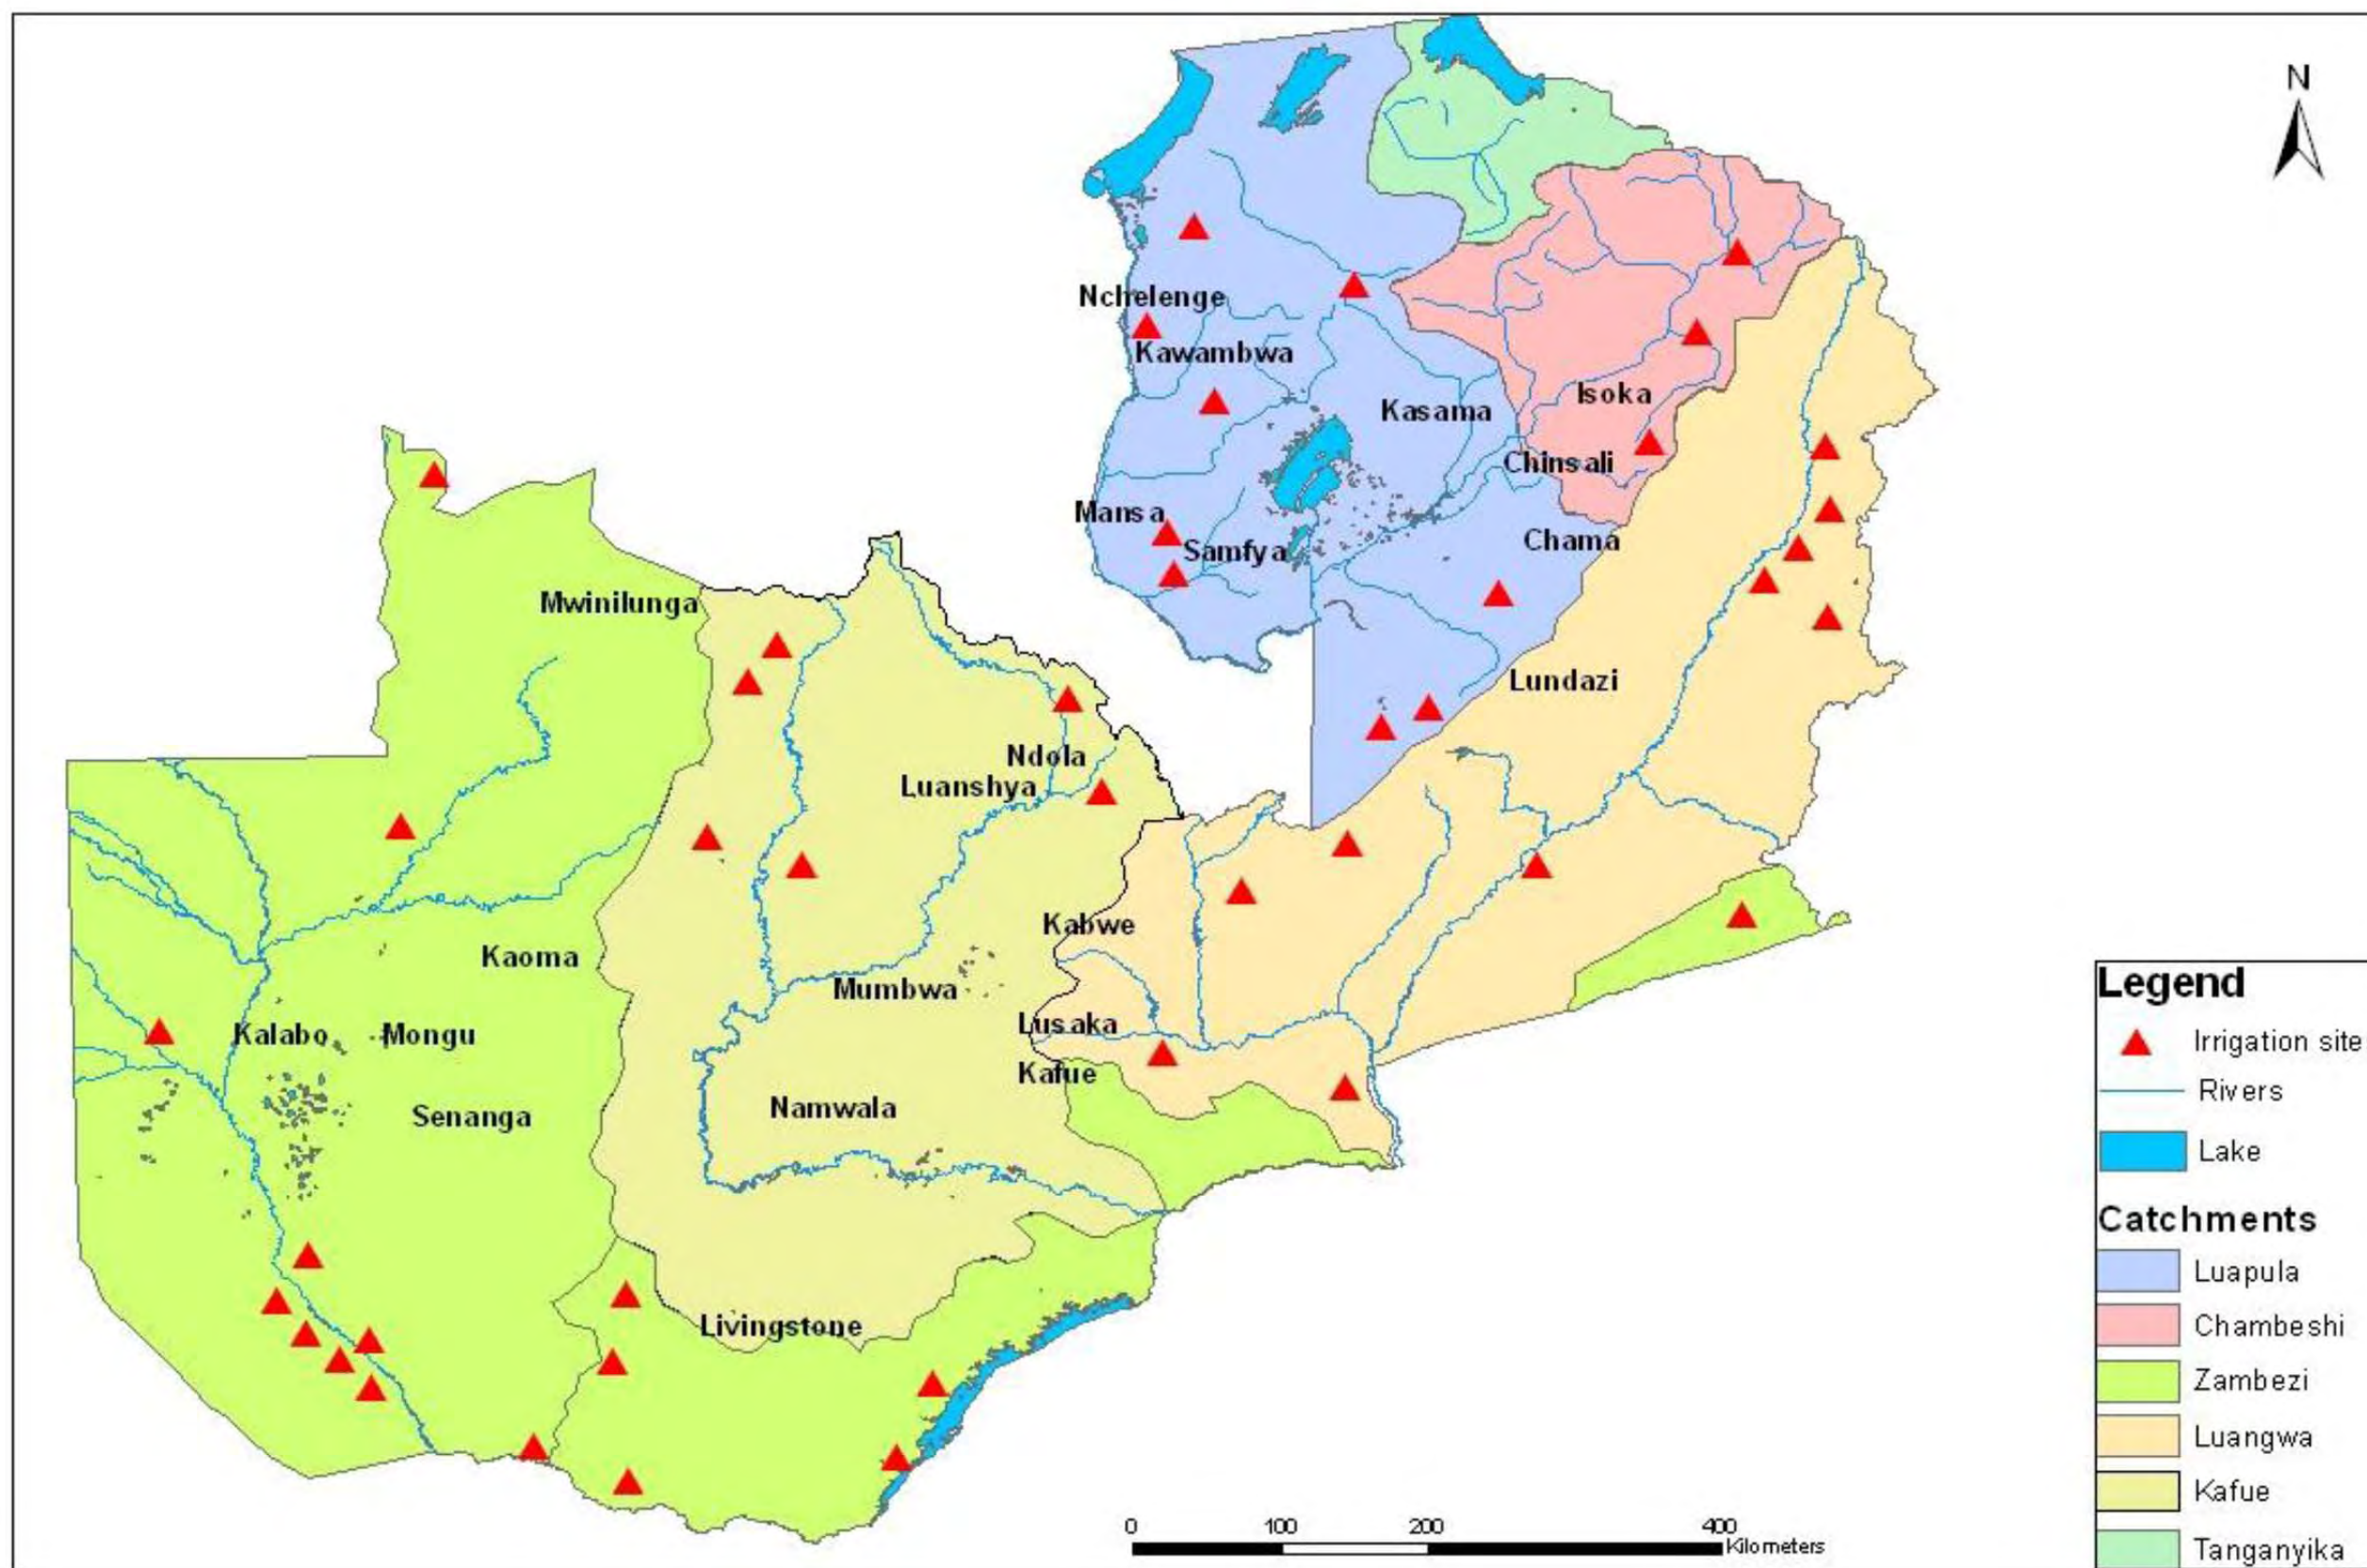 N
Nchelenge
Kawambwa
Isoka
Kasama
Chinsali
Mansa
Chama
Samfya
Mwinilunga
Lundazi
Ndola
Luanshya
Kabwe
Kaoma
Mumbwa
Legend
Lusaka
Kalabo Mongu
Irrigation site
Kafue
Rivers
Namwala
Senanga
Lake
Catchments
Luapula
Livingstone
Chambeshi
Zambezi
Luangwa
Kafue
0 100 200 400
Kilometers
Tanganyika